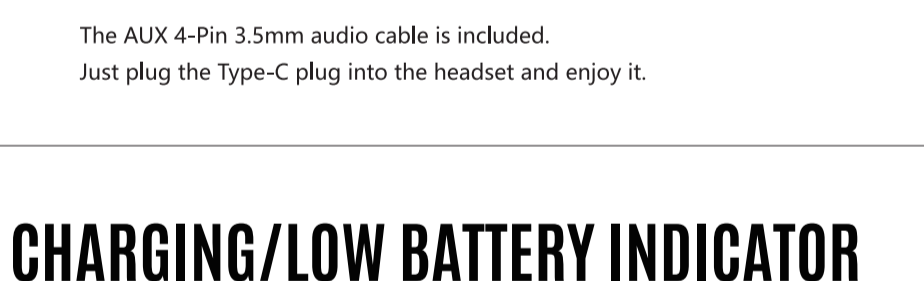 The AUX 4-Pin 3.5mm audio cable is included.
Just plug the Type-C plug into the headset and enjoy it.
CHARGING/LOW BATTERY INDICATOR